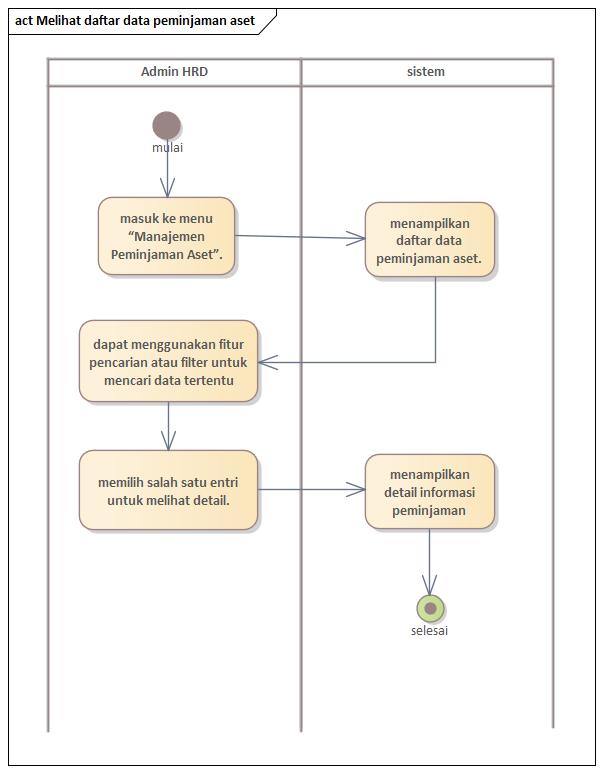 act Melihat daftar data peminjaman aset
Admin HRD
sistem
mulai
masuk ke menu
“Manajemen
Peminjaman Aset”.
menampilkan
daftar data
peminjaman aset.
dapat menggunakan fitur
pencarian atau filter untuk
mencari data tertentu
memilih salah satu entri
untuk melihat detail.
menampilkan
detail informasi
peminjaman
selesai